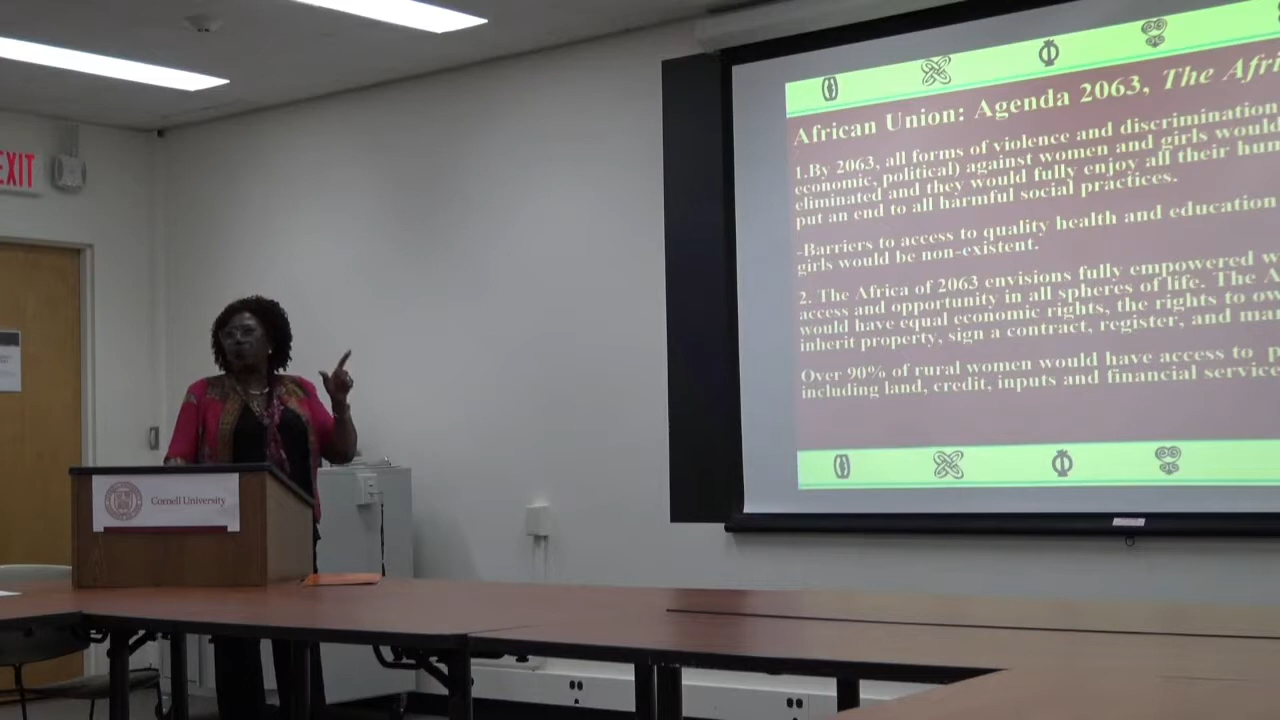 EXIT
African Union: Agenda 2063, The Afri
1.By 2063, all forms of violence and discrimination
economic, political) against women and girls would
eliminated and they would fully enjoy all their hum
put an end to all harmful social practices.
-Barriers to access to quality health and education
girls would be non-existent.
2. The Africa of 2063 envisions fully empowered w
access and opportunity in all spheres of life. The A
would have equal economic rights, the rights to ow
inherit property, sign a contract, register, and man
Over 90% of rural women would have access to p
including land, credit, inputs and financial service
Cornell University